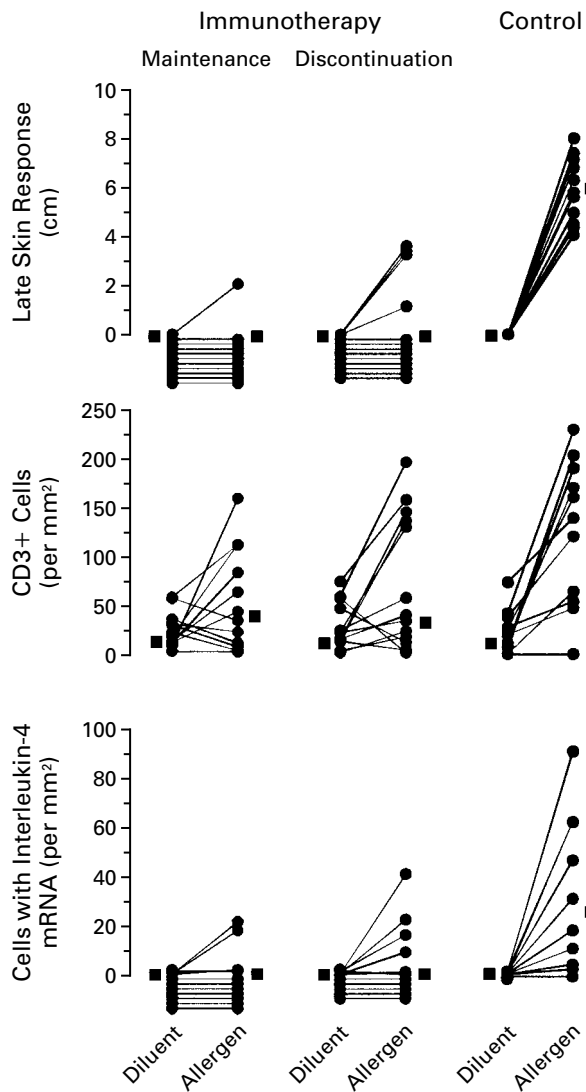 Immunotherapy Control
Maintenance Discontinuation
Late Skin Response
(cm)
10
8
6
4
2
0
CD3+ Cells
(per mm²)
250
200
150
100
50
0
Cells with Interleukin-4
mRNA (per mm²)
100
80
60
40
20
0
Diluent Allergen Diluent Allergen Diluent Allergen